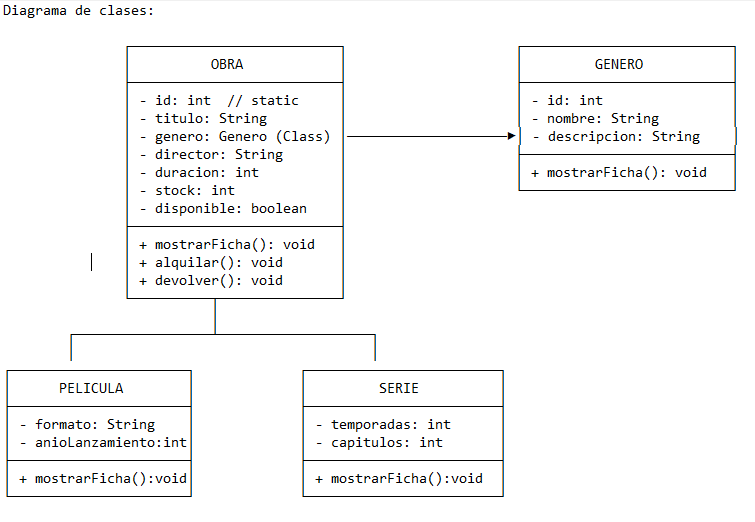 Diagrama de clases:
OBRA
- id: int  // static
- titulo: String
- genero: Genero (Class)
- director: String
- duracion: int
- stock: int
- disponible: boolean
+ mostrarFicha(): void
+ alquilar(): void
+ devolver(): void
GENERO
- id: int
- nombre: String
- descripcion: String
+ mostrarFicha(): void
PELICULA
- formato: String
- anioLanzamiento:int
+ mostrarFicha():void
SERIE
- temporadas: int
- capitulos: int
+ mostrarFicha():void